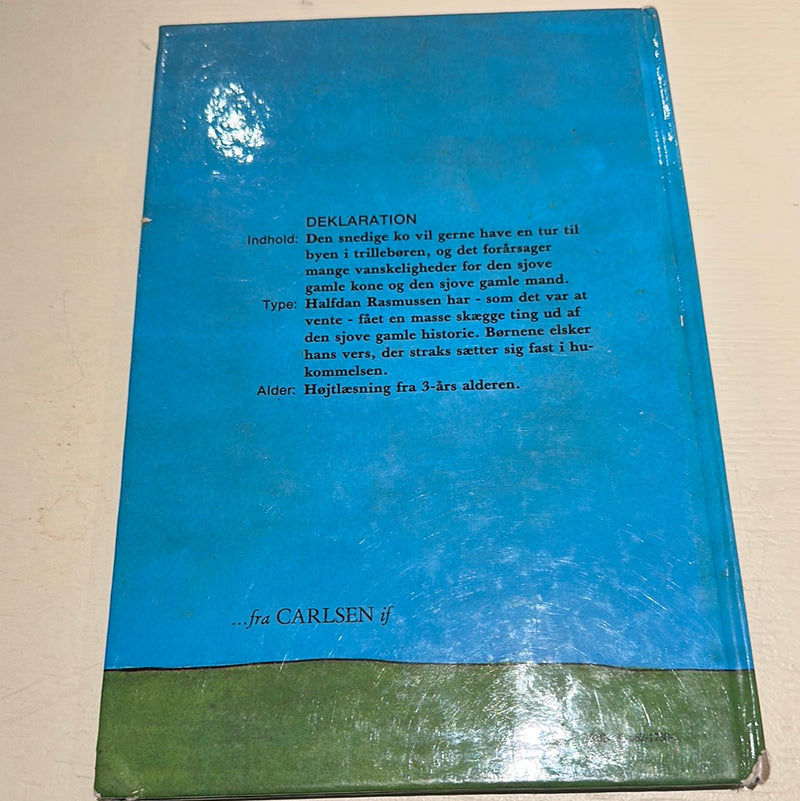 DEKLARATION
Indhold: Den snedige ko vil gerne have en tur til
byen i trillebøren, og det forårsager
mange vanskeligheder for den sjove
gamle kone og den sjove gamle mand.
Type: Halfdan Rasmussen har - som det var at
vente - fået en masse skægge ting ud af
den sjove gamle historie. Børnene elsker
hans vers, der straks sætter sig fast i hu-
kommelsen.
Alder: Højtlæsning fra 3-års alderen.
...fra CARLSEN if